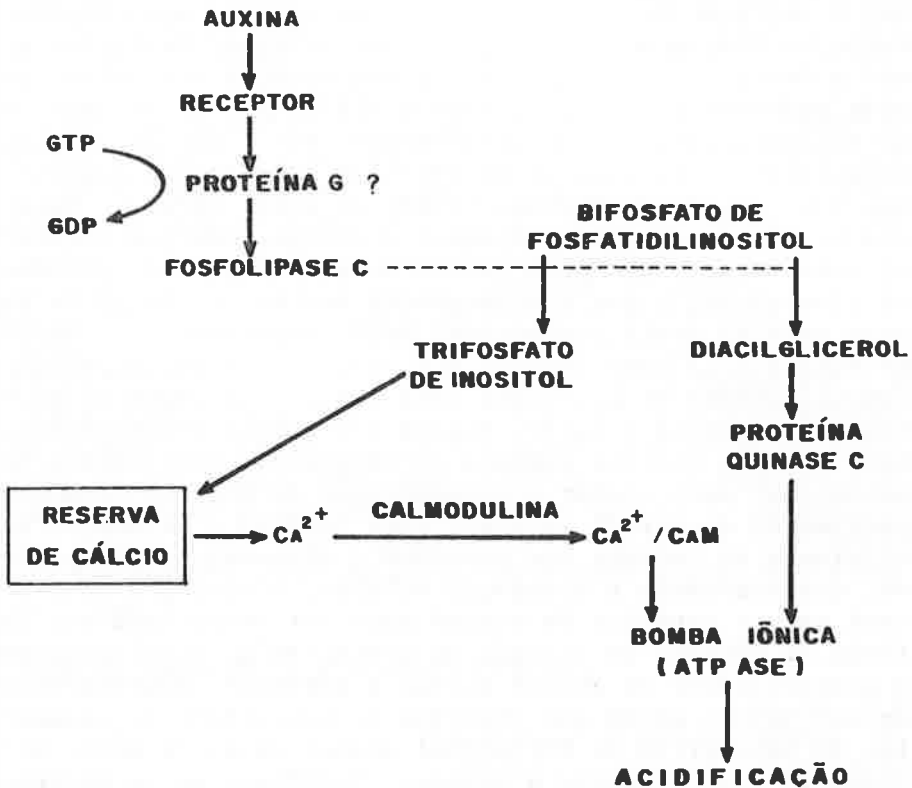 AUXINA
RECEPTOR
GTP
PROTEÍNA G ?
GDP
FOSFOLIPASE C
BIFOSFATO DE
FOSFATIDILINOSITOL
TRIFOSFATO
DE INOSITOL
DIACILGLICEROL
PROTEÍNA
QUINASE C
RESERVA
DE CÁLCIO
Ca²⁺
CALMODULINA
Ca²⁺ / CaM
BOMBA IÔNICA
( ATP ASE )
ACIDIFICAÇÃO